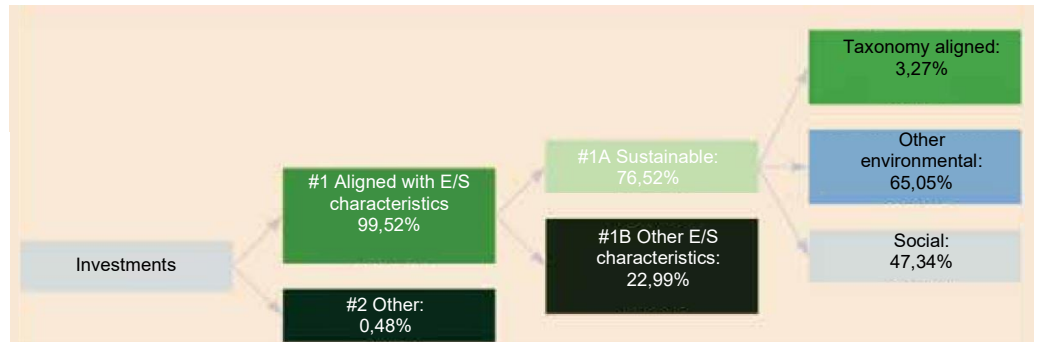 Investments
#1 Aligned with E/S
characteristics
99,52%
#2 Other:
0,48%
#1A Sustainable:
76,52%
#1B Other E/S
characteristics:
22,99%
Taxonomy aligned:
3,27%
Other
environmental:
65,05%
Social:
47,34%